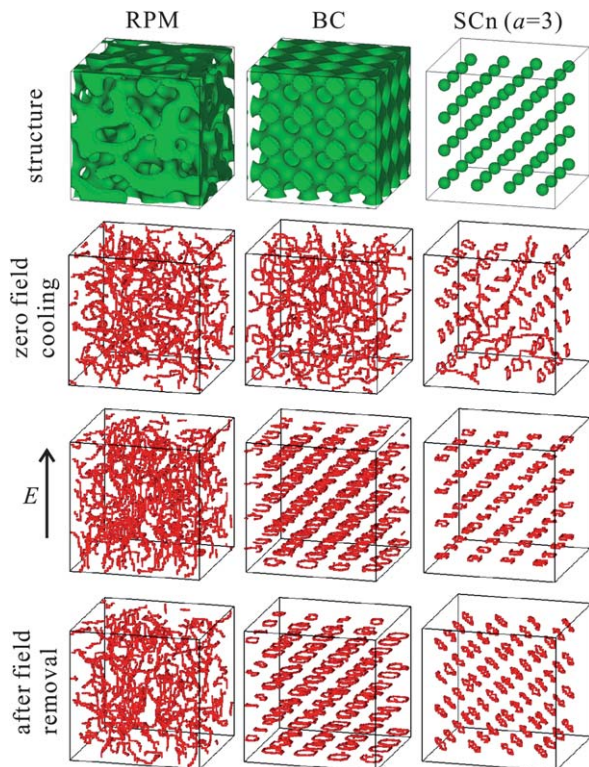 RPM BC SCn (a=3)
structure
zero field
cooling
E
after field
removal